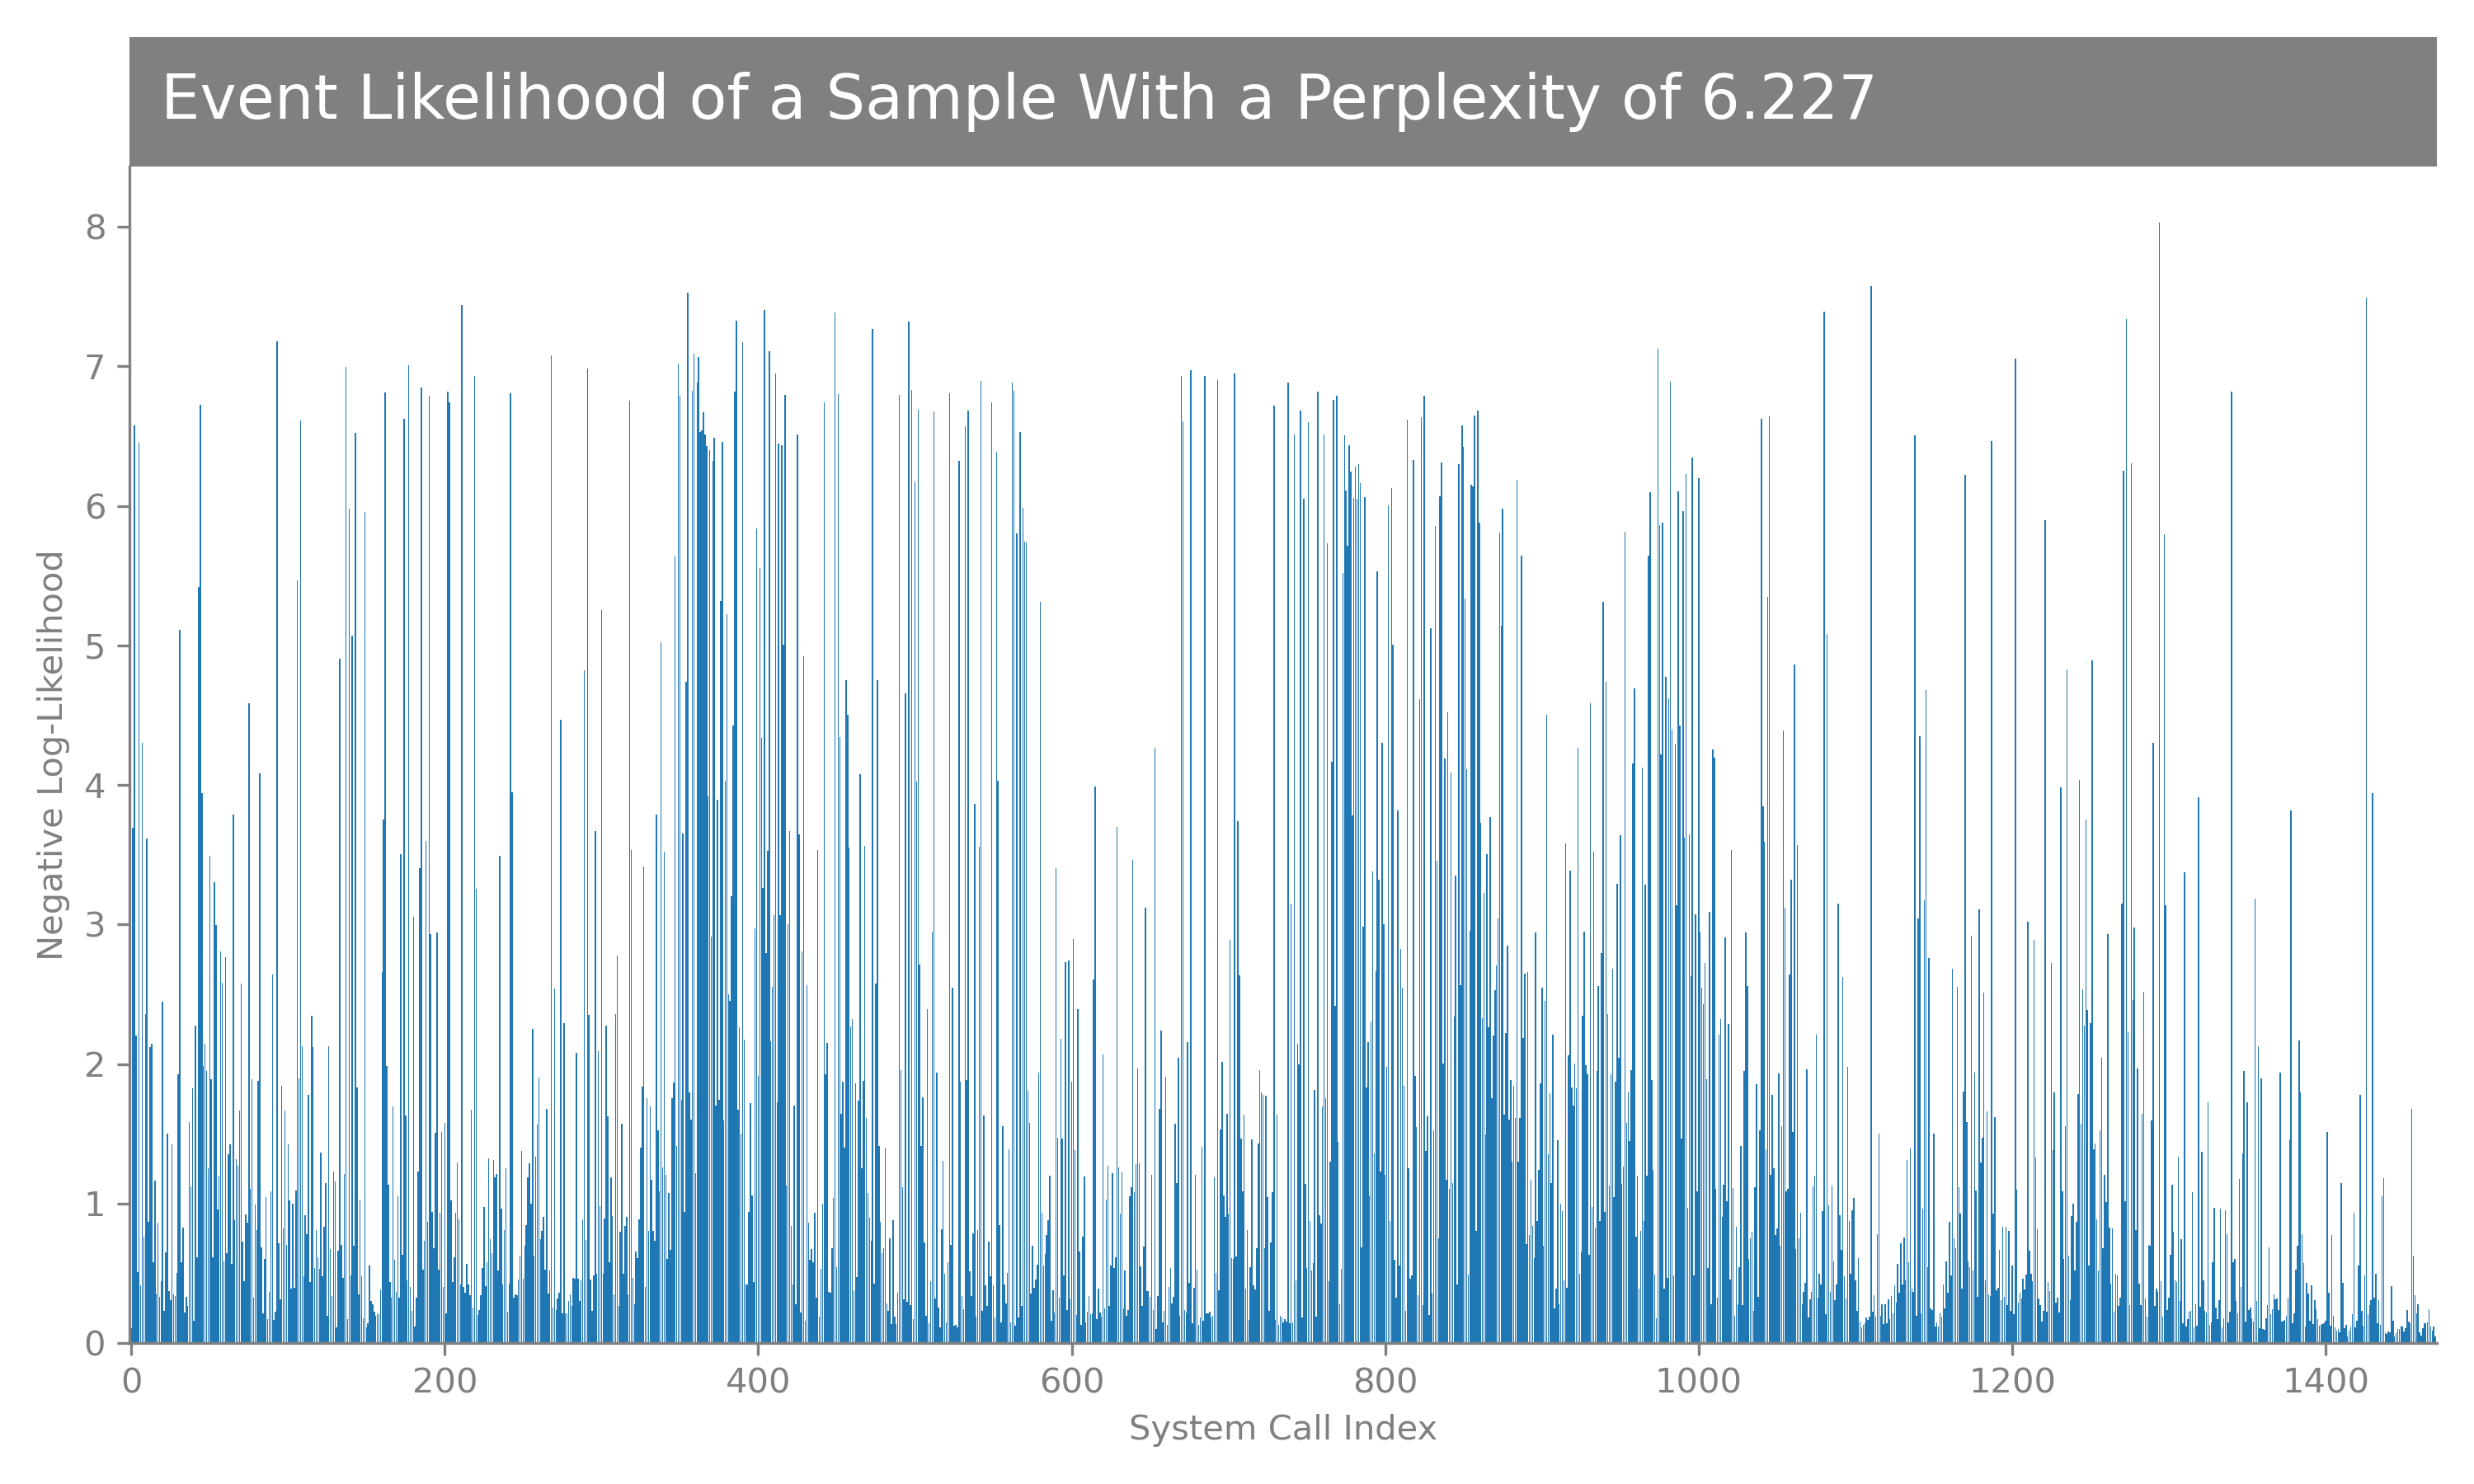 Event Likelihood of a Sample With a Perplexity of 6.227
8
7
6
5
4
3
2
1
0
Negative Log-Likelihood
0 200 400 600 800 1000 1200 1400
System Call Index